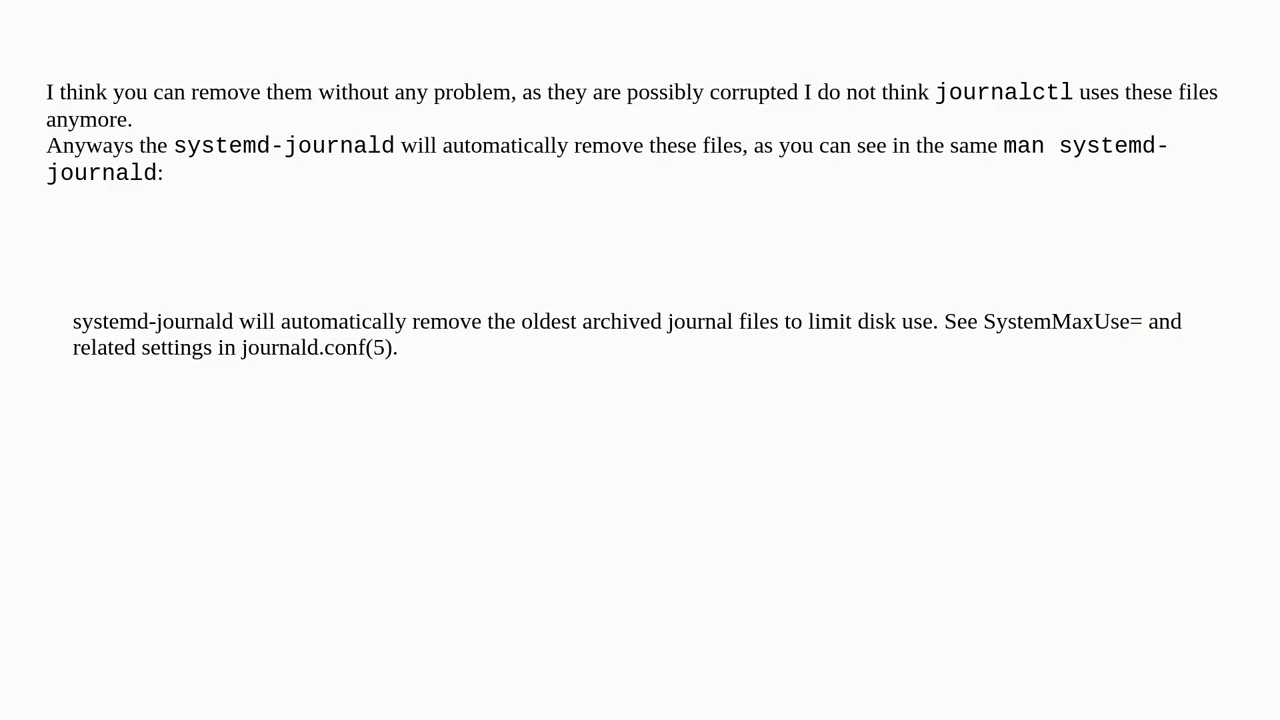 I think you can remove them without any problem, as they are possibly corrupted I do not think journalctl uses these files
anymore.
Anyways the systemd-journald will automatically remove these files, as you can see in the same man systemd-
journald:
systemd-journald will automatically remove the oldest archived journal files to limit disk use. See SystemMaxUse= and
related settings in journald.conf(5).